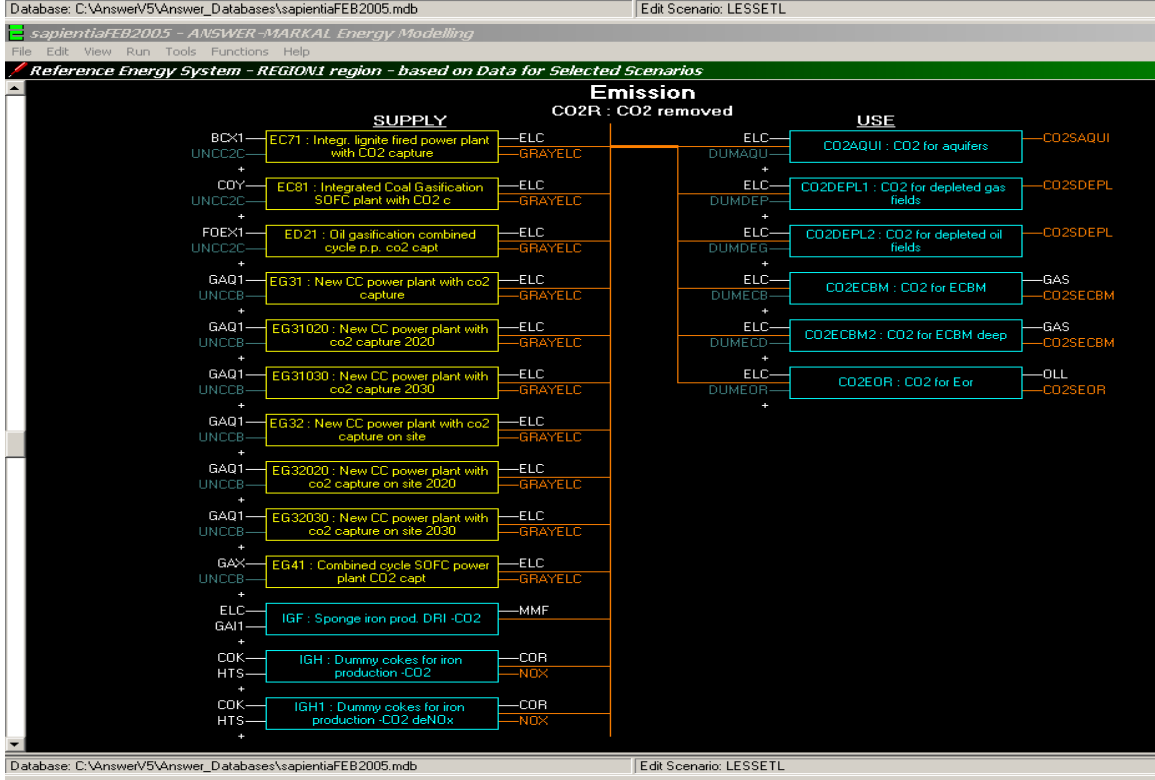 Database: C:\AnswerV5\Answer_Databases\sapientiaFEB2005.mdb Edit Scenario: LESSETL
sapientiaFEB2005 - ANSWER-MARKAL Energy Modelling
File Edit View Run Tools Functions Help
Reference Energy System - REGION1 region - based on Data for Selected Scenarios
Emission
CO2R : CO2 removed
SUPPLY
BCX1
UNCC2C
+
EC71 : Integr. lignite fired power plant
with CO2 capture
ELC
GRAYELC
COY
UNCC2C
+
EC81 : Integrated Coal Gasification
SOFC plant with CO2 c
ELC
GRAYELC
FOEX1
UNCC2C
+
ED21 : Oil gasification combined
cycle p.p. co2 capt
ELC
GRAYELC
GAQ1
UNCCB
+
EG31 : New CC power plant with co2
capture
ELC
GRAYELC
GAQ1
UNCCB
+
EG31020 : New CC power plant with
co2 capture 2020
ELC
GRAYELC
GAQ1
UNCCB
+
EG31030 : New CC power plant with
co2 capture 2030
ELC
GRAYELC
GAQ1
UNCCB
+
EG32 : New CC power plant with co2
capture on site
ELC
GRAYELC
GAQ1
UNCCB
+
EG32020 : New CC power plant with
co2 capture on site 2020
ELC
GRAYELC
GAQ1
UNCCB
+
EG32030 : New CC power plant with
co2 capture on site 2030
ELC
GRAYELC
GAX
UNCCB
+
EG41 : Combined cycle SOFC power
plant CO2 capt
ELC
GRAYELC
ELC
GAI1
+
IGF : Sponge iron prod. DRI -CO2
MMF
COK
HTS
+
IGH : Dummy cokes for iron
production -CO2
COR
NOX
COK
HTS
+
IGH1 : Dummy cokes for iron
production -CO2 deNOx
COR
NOX
USE
ELC
DUMAQU
+
CO2AQUI : CO2 for aquifers
CO2SAQUI
ELC
DUMDEP
+
CO2DEPL1 : CO2 for depleted gas
fields
CO2SDEPL
ELC
DUMDEG
+
CO2DEPL2 : CO2 for depleted oil
fields
CO2SDEPL
ELC
DUMECB
+
CO2ECBM : CO2 for ECBM
GAS
CO2SECBM
ELC
DUMECD
+
CO2ECBM2 : CO2 for ECBM deep
GAS
CO2SECBM
ELC
DUMEOR
+
CO2EOR : CO2 for Eor
OLL
CO2SEOR
Database: C:\AnswerV5\Answer_Databases\sapientiaFEB2005.mdb Edit Scenario: LESSETL